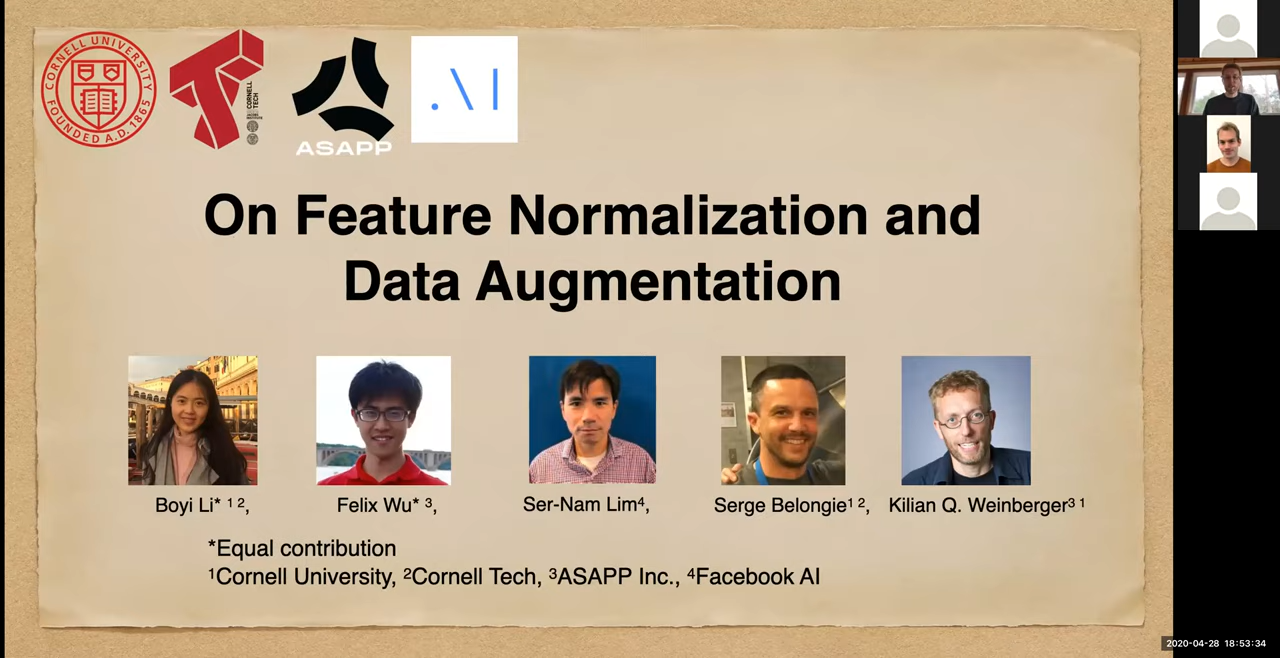 CORNELL UNIVERSITY
FOUNDED A.D. 1865
CORNELL
TECH
ASAPP
.\I
On Feature Normalization and
Data Augmentation
Boyi Li* 1 2, Felix Wu* 3, Ser-Nam Lim4, Serge Belongie1 2, Kilian Q. Weinberger3 1
*Equal contribution
1Cornell University, 2Cornell Tech, 3ASAPP Inc., 4Facebook AI
2020-04-28 18:53:34